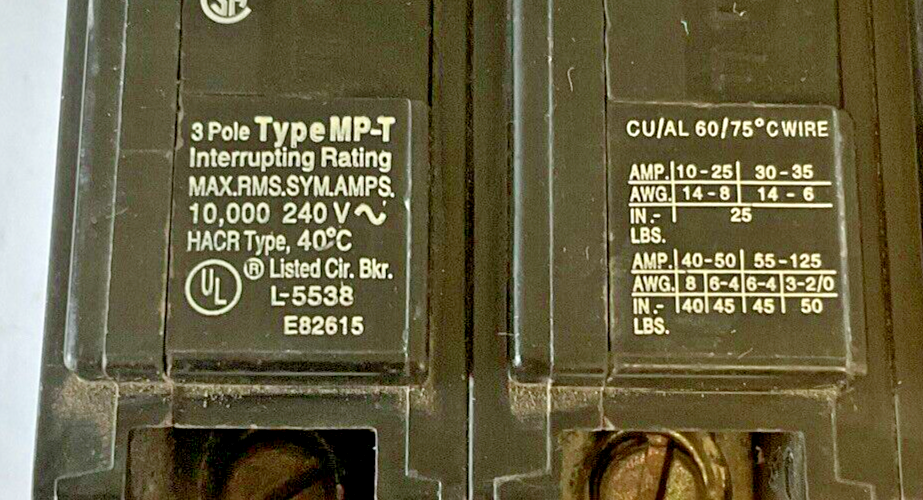 SA
3 Pole Type MP-T
Interrupting Rating
MAX.RMS.SYM.AMPS.
10,000 240 V ~
HACR Type, 40°C
UL ® Listed Cir. Bkr.
L-5538
E82615
CU/AL 60/75°C WIRE
AMP. 10-25 30-35
AWG. 14-8 14-6
IN.- 25
LBS.
AMP. 40-50 55-125
AWG. 8 6-4 6-4 3-2/0
IN.- 40 45 45 50
LBS.